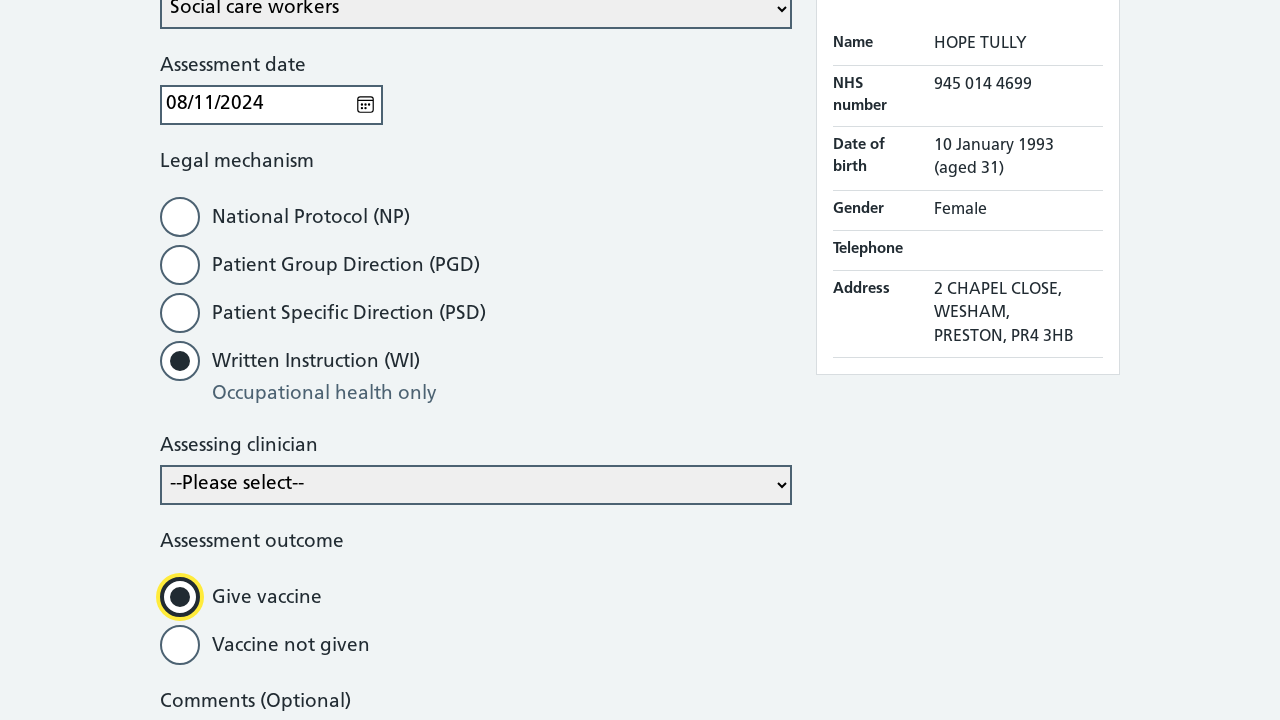 Social care workers
Assessment date
08/11/2024
Legal mechanism
National Protocol (NP)
Patient Group Direction (PGD)
Patient Specific Direction (PSD)
Written Instruction (WI)
Occupational health only
Assessing clinician
--Please select--
Assessment outcome
Give vaccine
Vaccine not given
Comments (Optional)
Name HOPE TULLY
NHS number 945 014 4699
Date of birth 10 January 1993 (aged 31)
Gender Female
Telephone
Address 2 CHAPEL CLOSE,
WESHAM,
PRESTON, PR4 3HB